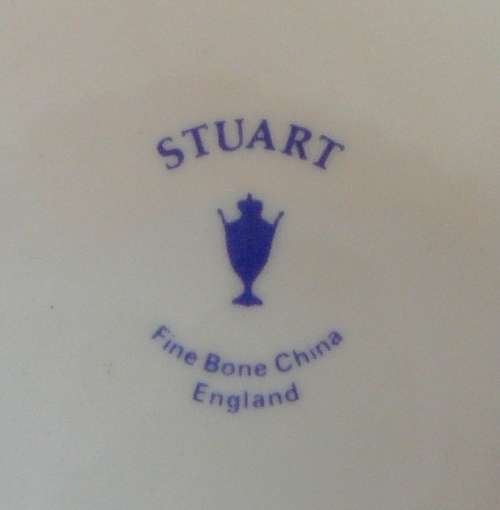 STUART
Fine Bone China
England